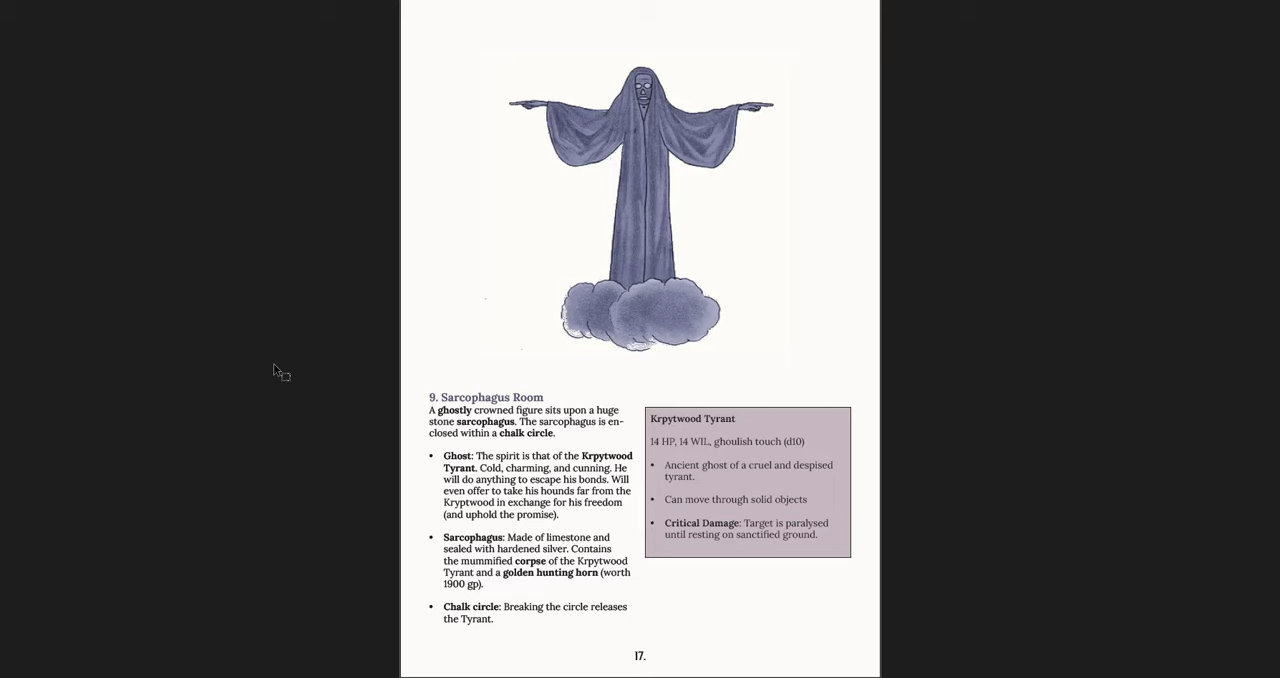 9. Sarcophagus Room
A ghostly crowned figure sits upon a huge
stone sarcophagus. The sarcophagus is en-
closed within a chalk circle.
• Ghost: The spirit is that of the Krpytwood
Tyrant. Cold, charming, and cunning. He
will do anything to escape his bonds. Will
even offer to take his hounds far from the
Kryptwood in exchange for his freedom
(and uphold the promise).
• Sarcophagus: Made of limestone and
sealed with hardened silver. Contains
the mummified corpse of the Krpytwood
Tyrant and a golden hunting horn (worth
1900 gp).
• Chalk circle: Breaking the circle releases
the Tyrant.
Krpytwood Tyrant
14 HP, 14 WIL, ghoulish touch (d10)
• Ancient ghost of a cruel and despised
tyrant.
• Can move through solid objects
• Critical Damage: Target is paralysed
until resting on sanctified ground.
17.